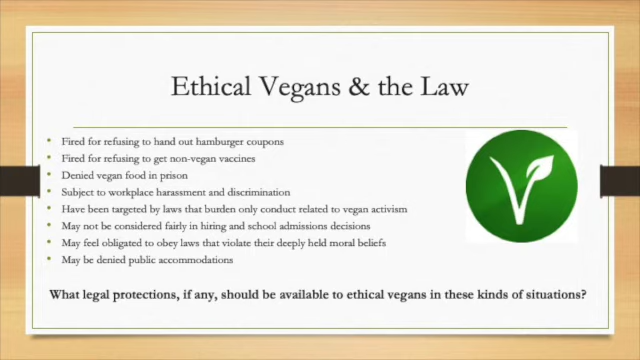 Ethical Vegans & the Law
• Fired for refusing to hand out hamburger coupons
• Fired for refusing to get non-vegan vaccines
• Denied vegan food in prison
• Subject to workplace harassment and discrimination
• Have been targeted by laws that burden only conduct related to vegan activism
• May not be considered fairly in hiring and school admissions decisions
• May feel obligated to obey laws that violate their deeply held moral beliefs
• May be denied public accommodations
What legal protections, if any, should be available to ethical vegans in these kinds of situations?